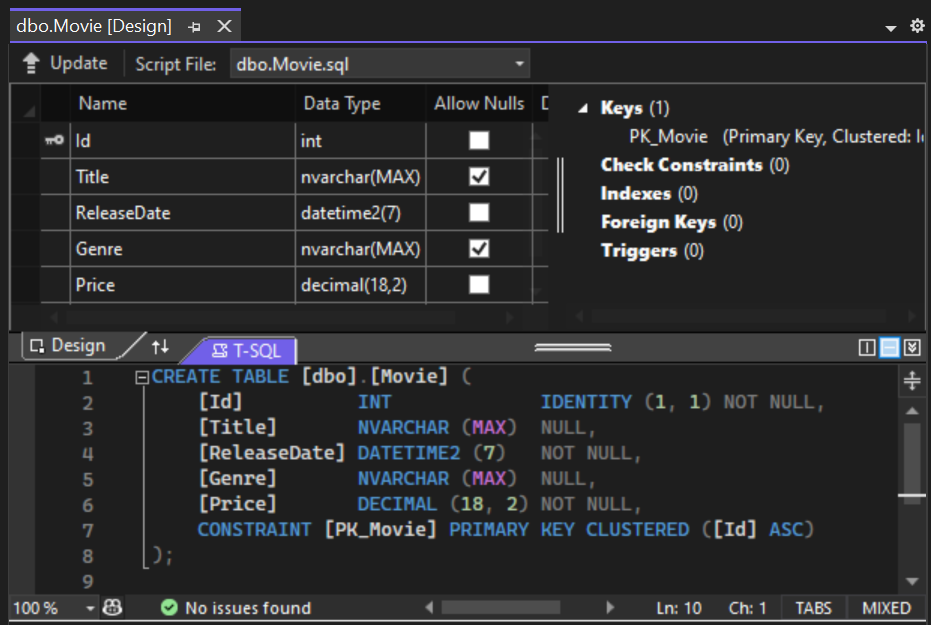 dbo.Movie [Design]
Update Script File: dbo.Movie.sql
Name Data Type Allow Nulls
Id int
Title nvarchar(MAX)
ReleaseDate datetime2(7)
Genre nvarchar(MAX)
Price decimal(18,2)
Keys (1)
PK_Movie (Primary Key, Clustered:
Check Constraints (0)
Indexes (0)
Foreign Keys (0)
Triggers (0)
Design T-SQL
1 CREATE TABLE [dbo].[Movie] (
2 [Id] INT IDENTITY (1, 1) NOT NULL,
3 [Title] NVARCHAR (MAX) NULL,
4 [ReleaseDate] DATETIME2 (7) NOT NULL,
5 [Genre] NVARCHAR (MAX) NULL,
6 [Price] DECIMAL (18, 2) NOT NULL,
7 CONSTRAINT [PK_Movie] PRIMARY KEY CLUSTERED ([Id] ASC)
8 );
9
100 % No issues found Ln: 10 Ch: 1 TABS MIXED